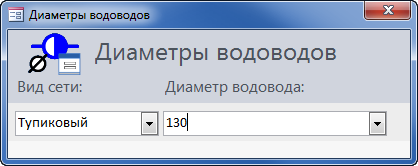 Диаметры водоводов
Диаметры водоводов
Вид сети: Диаметр водовода:
Тупиковый 130